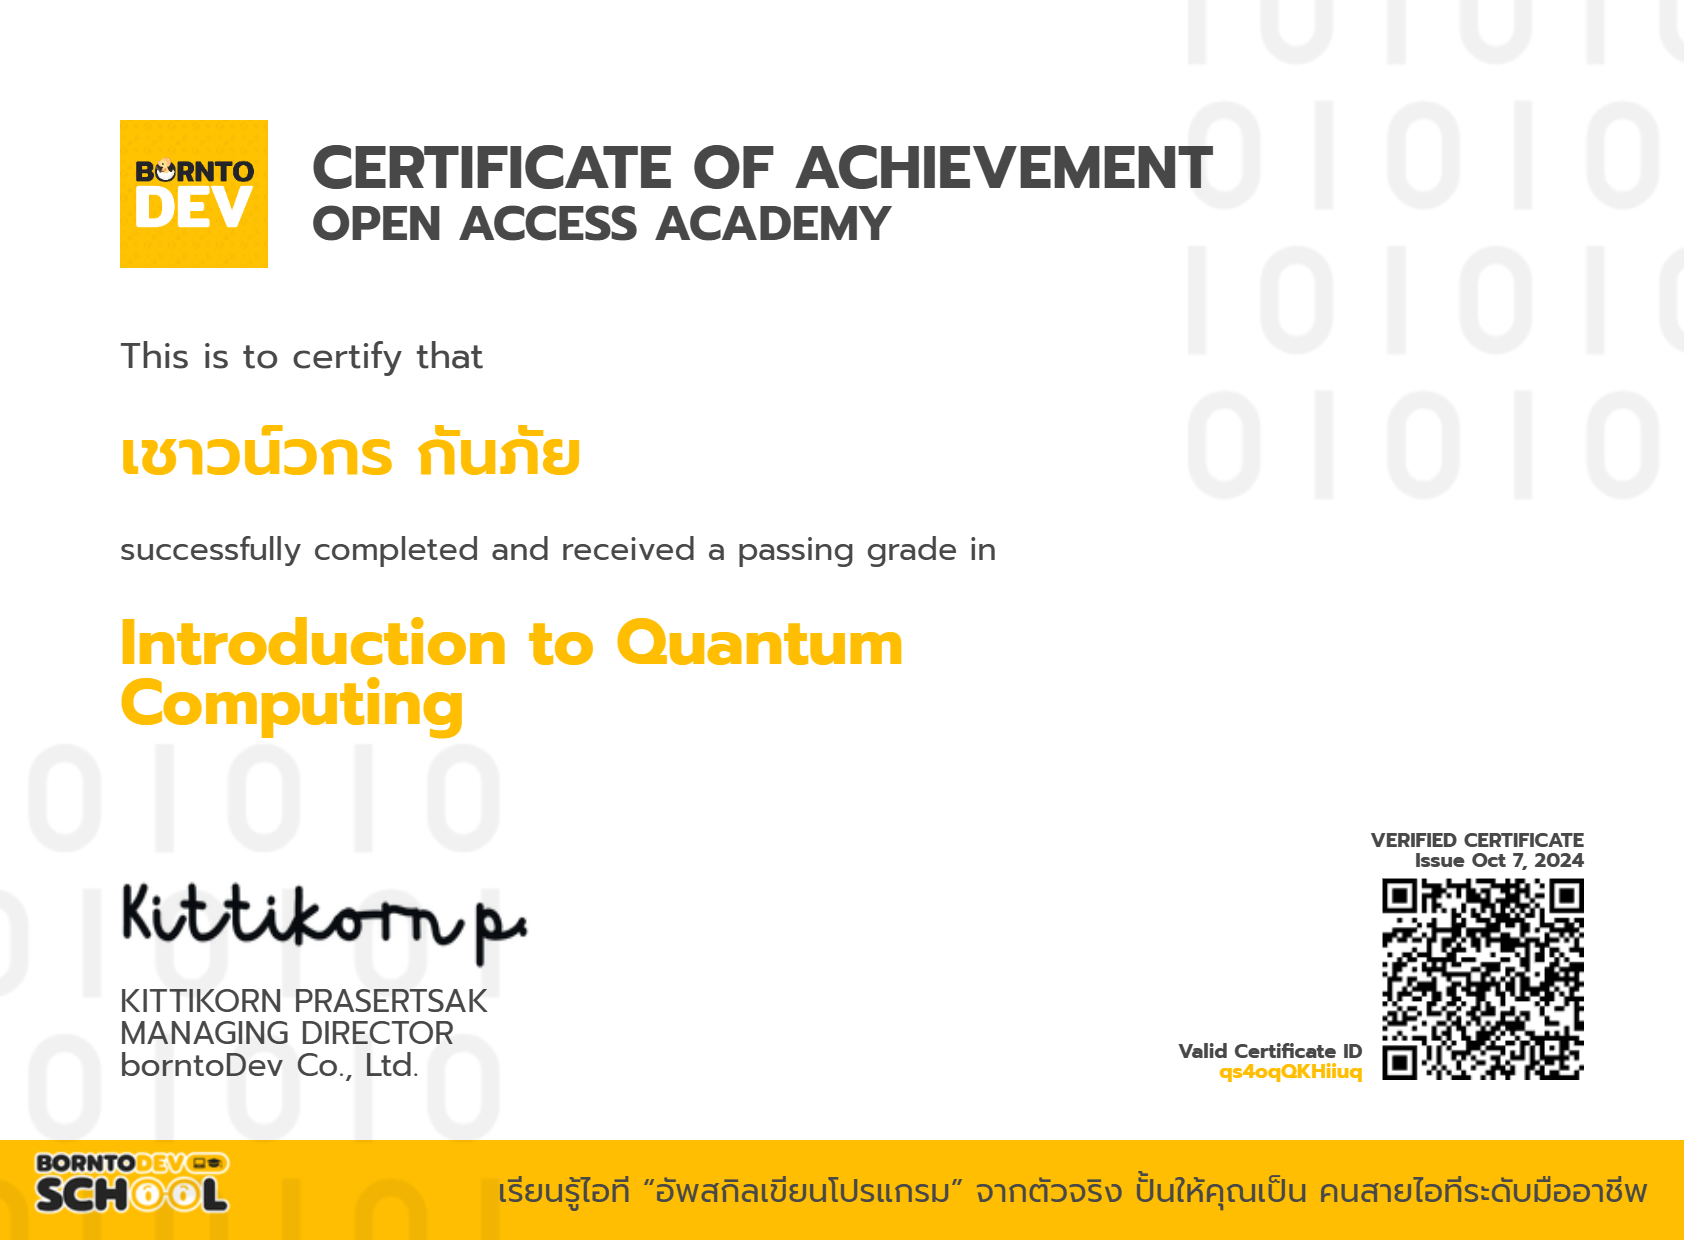 BORNTO
DEV
CERTIFICATE OF ACHIEVEMENT
OPEN ACCESS ACADEMY
This is to certify that
เชาวน์วกร กันภัย
successfully completed and received a passing grade in
Introduction to Quantum
Computing
VERIFIED CERTIFICATE
Issue Oct 7, 2024
Kittikorn p.
KITTIKORN PRASERTSAK
MANAGING DIRECTOR
borntoDev Co., Ltd.
Valid Certificate ID
qs4oqQKHiiuq
BORNTODEV
SCHOOL
เรียนรู้ไอที “อัพสกิลเขียนโปรแกรม” จากตัวจริง ปั้นให้คุณเป็น คนสายไอทีระดับมืออาชีพ